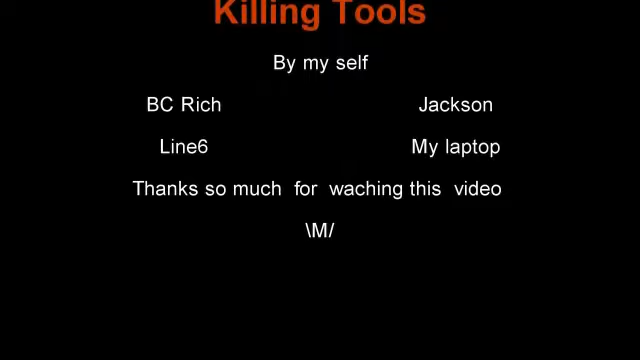 Killing Tools
By my self
BC Rich Jackson
Line6 My laptop
Thanks so much for waching this video
\M/